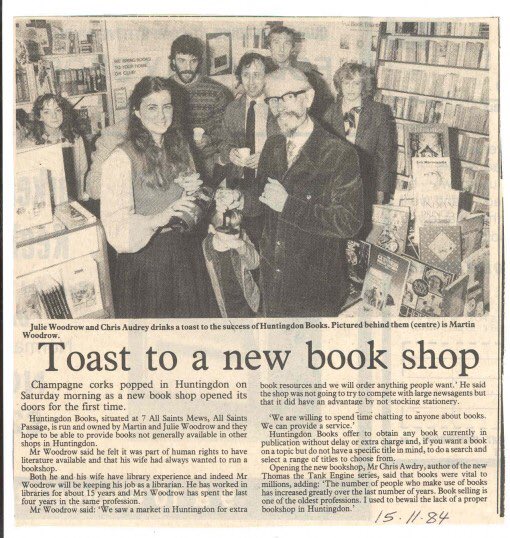 WE BRING BOOKS
TO YOUR HOME
OR CLUB!
Julie Woodrow and Chris Audrey drinks a toast to the success of Huntingdon Books. Pictured behind them (centre) is Martin
Woodrow.
Toast to a new book shop
Champagne corks popped in Huntingdon on
Saturday morning as a new book shop opened its
doors for the first time.
Huntingdon Books, situated at 7 All Saints Mews, All Saints
Passage, is run and owned by Martin and Julie Woodrow and they
hope to be able to provide books not generally available in other
shops in Huntingdon.
Mr Woodrow said he felt it was part of human rights to have
literature available and that his wife had always wanted to run a
bookshop.
Both he and his wife have library experience and indeed Mr
Woodrow will be keeping his job as a librarian. He has worked in
libraries for about 15 years and Mrs Woodrow has spent the last
four years in the same profession.
Mr Woodrow said: 'We saw a market in Huntingdon for extra
book resources and we will order anything people want.' He said
the shop was not going to try to compete with large newsagents but
that it did have an advantage by not stocking stationery.
'We are willing to spend time chatting to anyone about books.
We can provide a service.'
Huntingdon Books offer to obtain any book currently in
publication without delay or extra charge and, if you want a book
on a topic but do not have a specific title in mind, to do a search and
select a range of titles to choose from.
Opening the new bookshop, Mr Chris Awdry, author of the new
Thomas the Tank Engine series, said that books were vital to
millions, adding: 'The number of people who make use of books
has increased greatly over the last number of years. Book selling is
one of the oldest professions. I used to bewail the lack of a proper
bookshop in Huntingdon.'
15.11.84